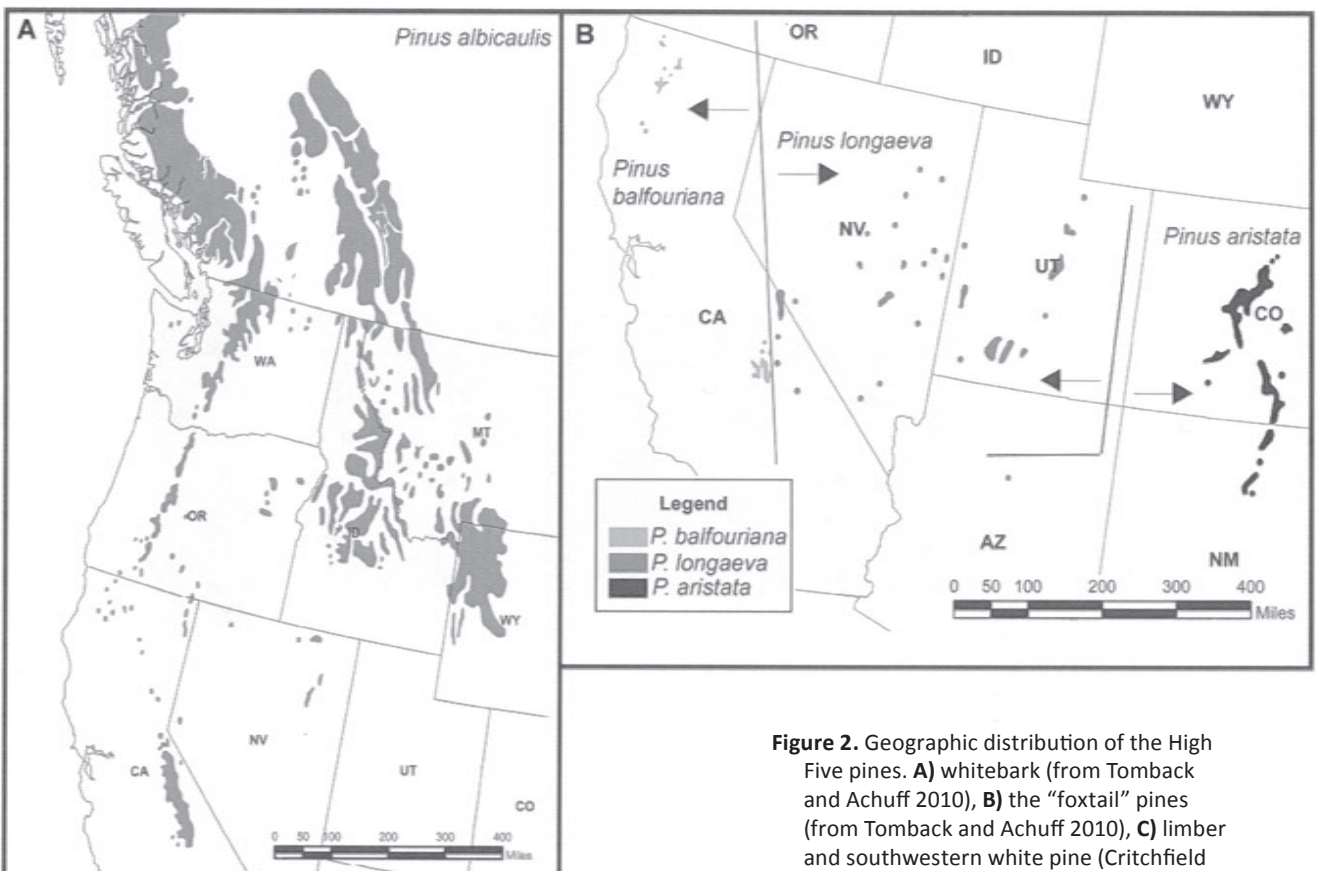 A
Pinus albicaulis
WA
MT
OR
ID
WY
NV
CA
UT
CO
0 50 100 200 300 400
Miles
B
OR
ID
WY
Pinus longaeva
Pinus
balfouriana
NV
Pinus aristata
UT
CO
CA
Legend
P. balfouriana
P. longaeva
P. aristata
AZ
NM
0 50 100 200 300 400
Miles
Figure 2. Geographic distribution of the High
Five pines. A) whitebark (from Tomback
and Achuff 2010), B) the “foxtail” pines
(from Tomback and Achuff 2010), C) limber
and southwestern white pine (Critchfield